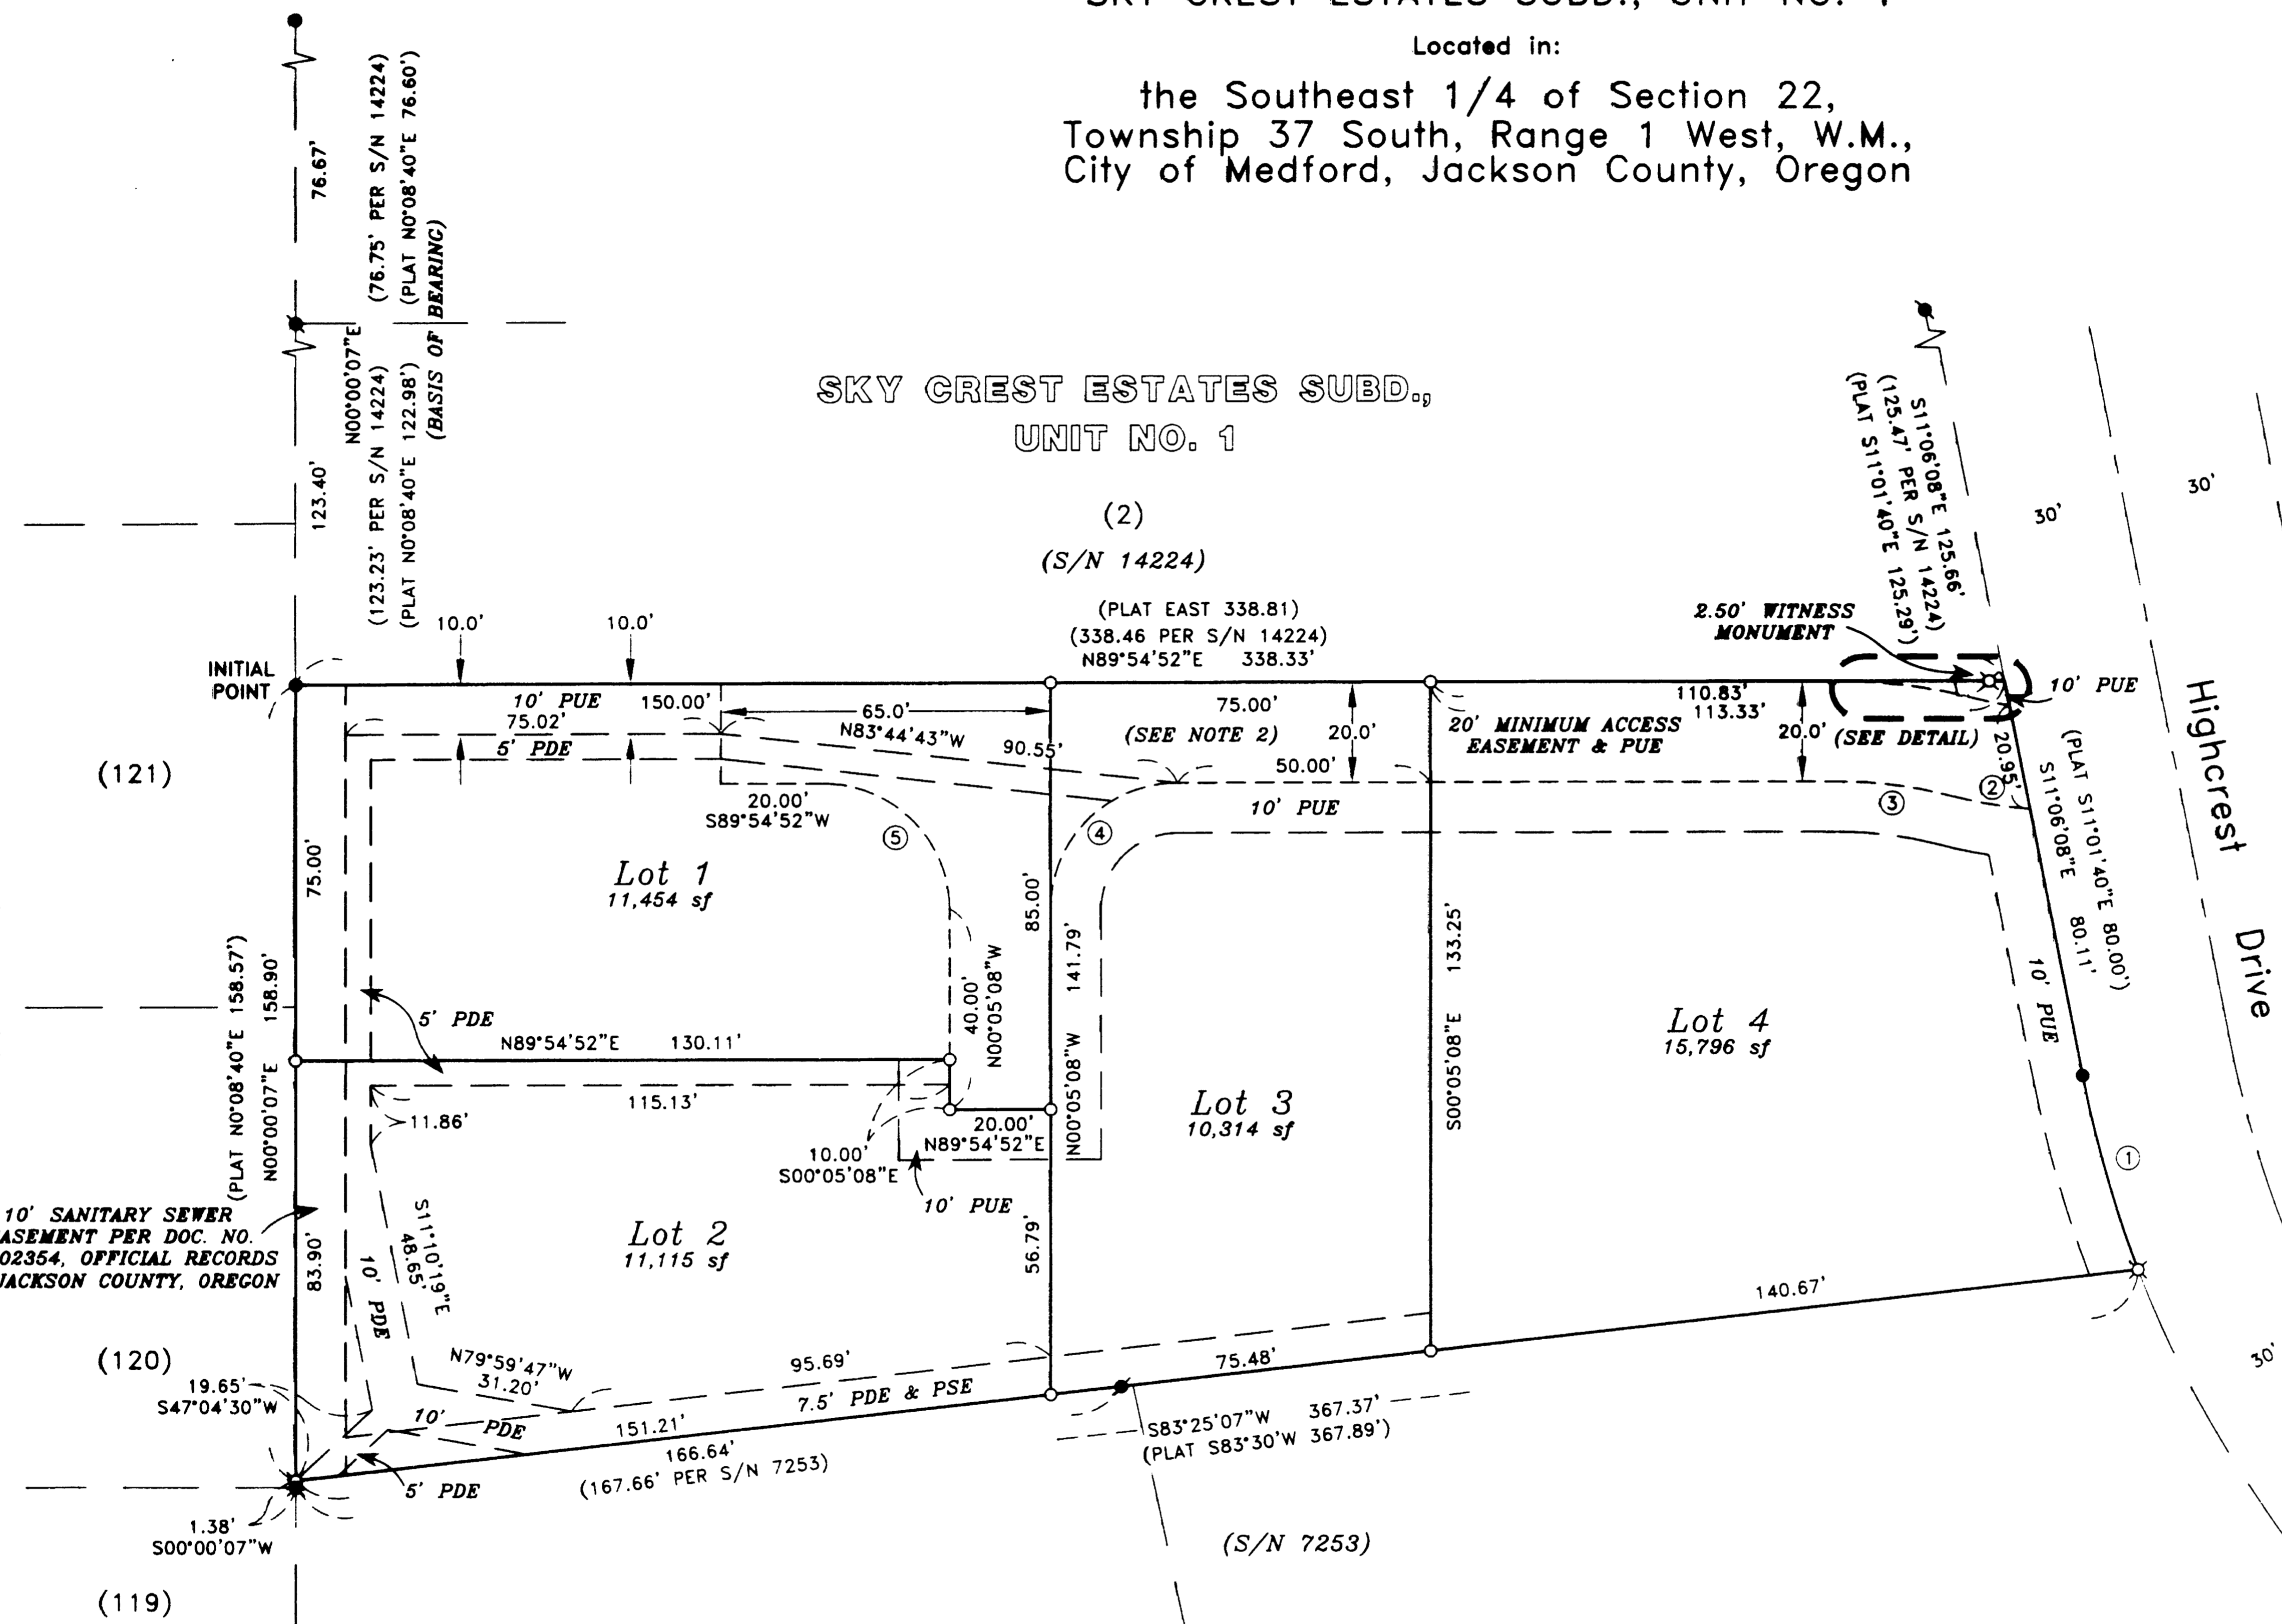 SKY CREST ESTATES SUBD., UNIT NO.
Located in:
the Southeast 1/4 of Section 22,
Township 37 South, Range 1 West, W.M.,
City of Medford, Jackson County, Oregon
76.67'
(76.75' PER S/N 14224)
(PLAT N0°08'40"E 76.60')
(BASIS OF BEARING)
N00°00'07"E
123.40'
(123.23' PER S/N 14224)
(PLAT N0°08'40"E 122.98')
SKY CREST ESTATES SUBD.,
UNIT NO. 1
(2)
(S/N 14224)
(PLAT EAST 338.81)
(338.46 PER S/N 14224)
N89°54'52"E 338.33'
S11°06'08"E 125.66'
(125.47' PER S/N 14224)
(PLAT S11°01'40"E 125.29')
30'
30'
2.50' WITNESS
MONUMENT
10.0'
10.0'
INITIAL
POINT
10' PUE
150.00'
75.02'
5' PDE
65.0'
N83°44'43"W
90.55'
75.00'
(SEE NOTE 2)
20.0'
50.00'
10' PUE
20' MINIMUM ACCESS
EASEMENT & PUE
110.83'
113.33'
20.0'
(SEE DETAIL)
10' PUE
20.95'
2
3
4
5
(PLAT S11°01'40"E 80.00')
S11°06'08"E 80.11'
Highcrest Drive
(121)
20.00'
S89°54'52"W
Lot 1
11,454 sf
75.00'
85.00'
141.79'
N00°05'08"W
40.00'
N00°05'08"W
133.25'
S00°05'08"E
Lot 4
15,796 sf
10' PUE
(PLAT N0°08'40"E 158.57')
N00°00'07"E 158.90'
5' PDE
N89°54'52"E 130.11'
115.13'
11.86'
20.00'
N89°54'52"E
10.00'
S00°05'08"E
10' PUE
Lot 3
10,314 sf
1
10' SANITARY SEWER
EASEMENT PER DOC. NO.
02354, OFFICIAL RECORDS
JACKSON COUNTY, OREGON
83.90'
10' PDE
S11°10'19"E
48.65'
Lot 2
11,115 sf
56.79'
140.67'
30'
(120)
19.65'
S47°04'30"W
N79°59'47"W
31.20'
95.69'
7.5' PDE & PSE
75.48'
10' PDE
151.21'
166.64'
(167.66' PER S/N 7253)
S83°25'07"W 367.37'
(PLAT S83°30'W 367.89')
5' PDE
1.38'
S00°00'07"W
(S/N 7253)
(119)